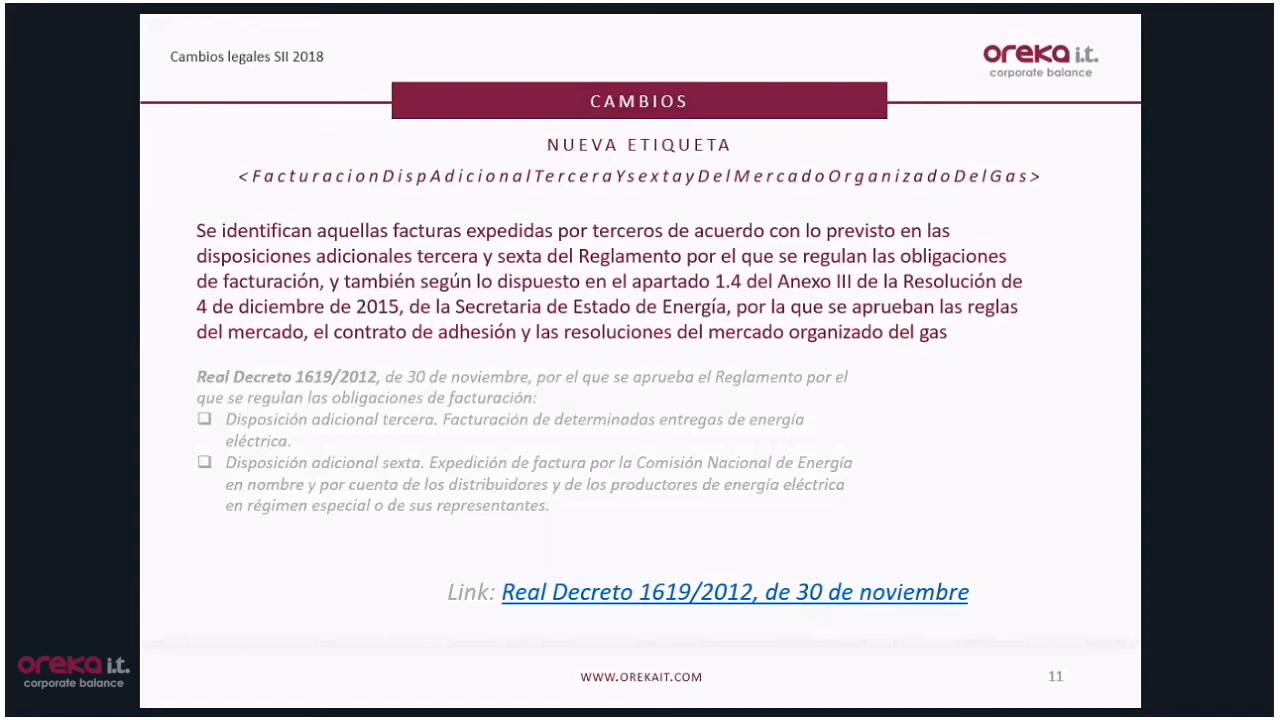 Cambios legales SII 2018
oreka i.t.
corporate balance
CAMBIOS
NUEVA ETIQUETA
<FacturacionDispAdicionalTerceraYsextayDelMercadoOrganizadoDelGas>
Se identifican aquellas facturas expedidas por terceros de acuerdo con lo previsto en las
disposiciones adicionales tercera y sexta del Reglamento por el que se regulan las obligaciones
de facturación, y también según lo dispuesto en el apartado 1.4 del Anexo III de la Resolución de
4 de diciembre de 2015, de la Secretaria de Estado de Energía, por la que se aprueban las reglas
del mercado, el contrato de adhesión y las resoluciones del mercado organizado del gas
Real Decreto 1619/2012, de 30 de noviembre, por el que se aprueba el Reglamento por el
que se regulan las obligaciones de facturación:
❑ Disposición adicional tercera. Facturación de determinadas entregas de energía
eléctrica.
❑ Disposición adicional sexta. Expedición de factura por la Comisión Nacional de Energía
en nombre y por cuenta de los distribuidores y de los productores de energía eléctrica
en régimen especial o de sus representantes.
Link: Real Decreto 1619/2012, de 30 de noviembre
oreka i.t.
corporate balance
WWW.OREKAIT.COM
11